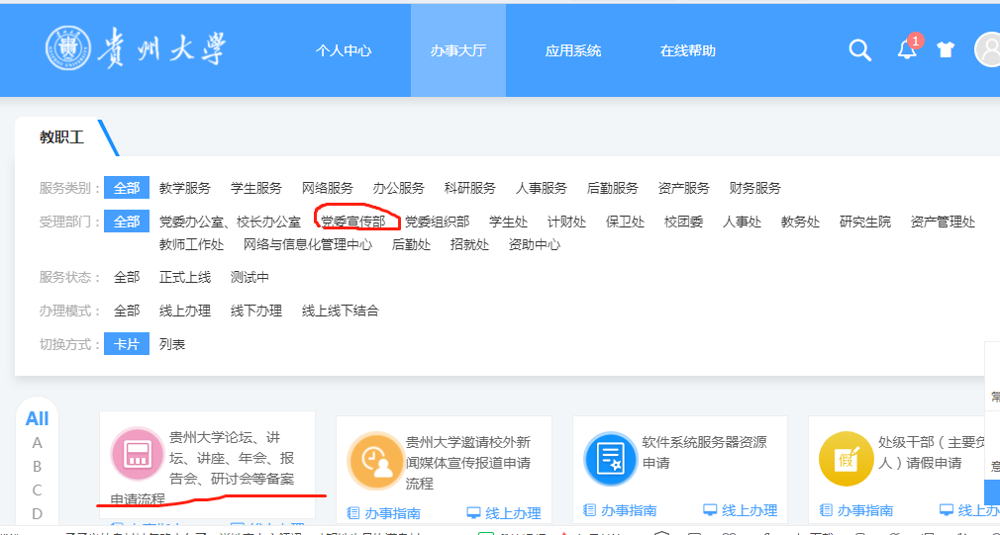 贵州大学 个人中心 办事大厅 应用系统 在线帮助 1
教职工
服务类别： 全部 教学服务 学生服务 网络服务 办公服务 科研服务 人事服务 后勤服务 资产服务 财务服务
受理部门： 全部 党委办公室、校长办公室 党委宣传部 党委组织部 学生处 计财处 保卫处 校团委 人事处 教务处 研究生院 资产管理处
教师工作处 网络与信息化管理中心 后勤处 招就处 资助中心
服务状态： 全部 正式上线 测试中
办理模式： 全部 线上办理 线下办理 线上线下结合
切换方式： 卡片 列表
常
意
All
A
B
C
D
贵州大学论坛、讲
坛、讲座、年会、报
告会、研讨会等备案
申请流程
办事指南 线上办理
贵州大学邀请校外新
闻媒体宣传报道申请
流程
办事指南 线上办理
软件系统服务器资源
申请
办事指南 线上办理
假
处级干部（主要负
人）请假申请
办事指南 线上办